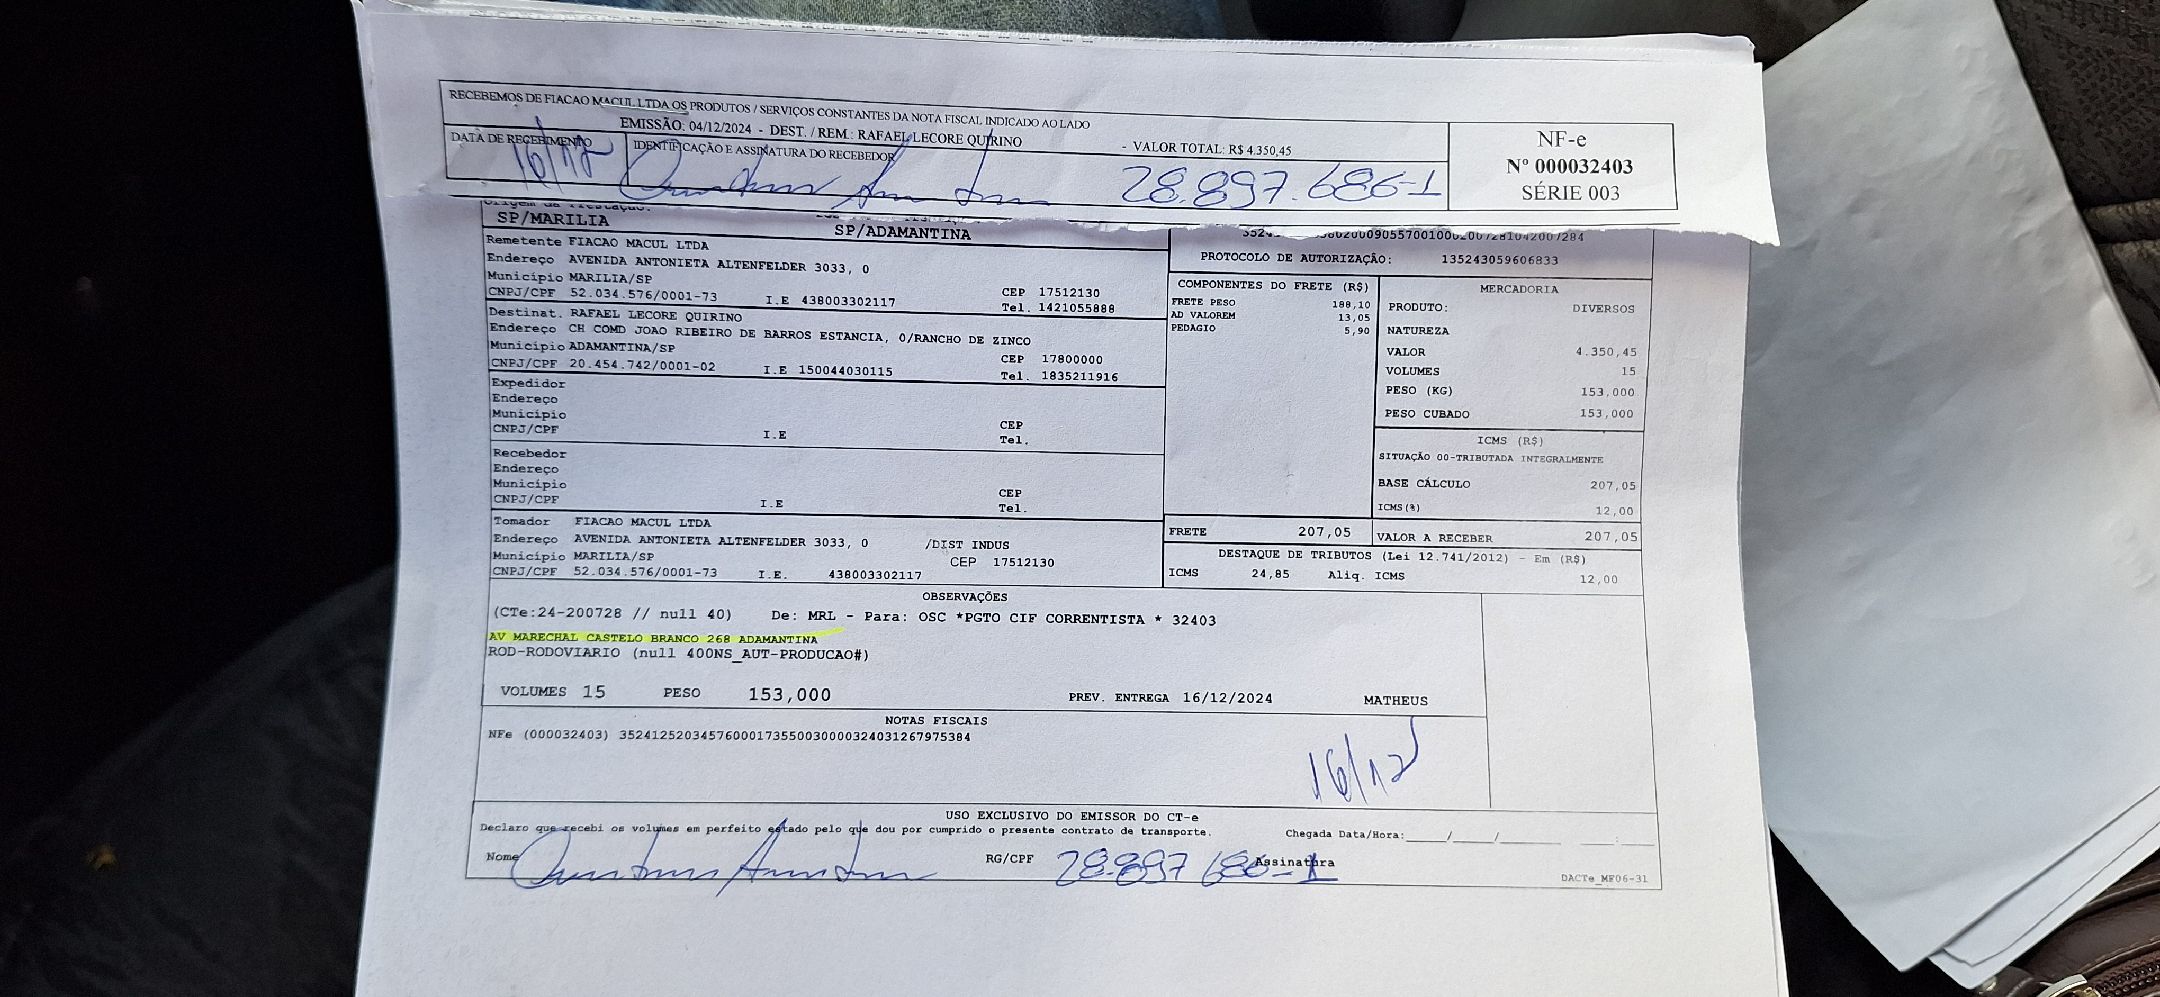 RECEBEMOS DE FIACAO MACUL LTDA OS PRODUTOS / SERVIÇOS CONSTANTES DA NOTA FISCAL INDICADO AO LADO
EMISSÃO: 04/12/2024 - DEST. / REM.: RAFAEL LECORE QUIRINO - VALOR TOTAL: R$ 4.350,45
DATA DE RECEBIMENTO IDENTIFICAÇÃO E ASSINATURA DO RECEBEDOR
16/12 28.897.686-1
NF-e
Nº 000032403
SÉRIE 003
Origem da Prestação:
SP/MARILIA SP/ADAMANTINA
Remetente FIACAO MACUL LTDA
Endereço AVENIDA ANTONIETA ALTENFELDER 3033, 0
Município MARILIA/SP CEP 17512130
CNPJ/CPF 52.034.576/0001-73 I.E 438003302117 Tel. 1421055888
Destinat. RAFAEL LECORE QUIRINO
Endereço CH COMD JOAO RIBEIRO DE BARROS ESTANCIA, 0/RANCHO DE ZINCO
Município ADAMANTINA/SP CEP 17800000
CNPJ/CPF 20.454.742/0001-02 I.E 150044030115 Tel. 1835211916
Expedidor
Endereço
Município CEP
CNPJ/CPF I.E Tel.
Recebedor
Endereço
Município CEP
CNPJ/CPF I.E Tel.
Tomador FIACAO MACUL LTDA
Endereço AVENIDA ANTONIETA ALTENFELDER 3033, 0 /DIST INDUS
Município MARILIA/SP CEP 17512130
CNPJ/CPF 52.034.576/0001-73 I.E. 438003302117
PROTOCOLO DE AUTORIZAÇÃO: 135243059606833
COMPONENTES DO FRETE (R$)
FRETE PESO 188,10
AD VALOREM 13,05
PEDAGIO 5,90
MERCADORIA
PRODUTO: DIVERSOS
NATUREZA
VALOR 4.350,45
VOLUMES 15
PESO (KG) 153,000
PESO CUBADO 153,000
ICMS (R$)
SITUAÇÃO 00-TRIBUTADA INTEGRALMENTE
BASE CÁLCULO 207,05
ICMS(%) 12,00
FRETE 207,05 VALOR A RECEBER 207,05
DESTAQUE DE TRIBUTOS (Lei 12.741/2012) - Em (R$)
ICMS 24,85 Aliq. ICMS 12,00
OBSERVAÇÕES
(CTe:24-200728 // null 40) De: MRL - Para: OSC *PGTO CIF CORRENTISTA * 32403
AV MARECHAL CASTELO BRANCO 268 ADAMANTINA
ROD-RODOVIARIO (null 400NS_AUT-PRODUCAO#)
VOLUMES 15 PESO 153,000 PREV. ENTREGA 16/12/2024 MATHEUS
NOTAS FISCAIS
NFe (000032403) 35241252034576000173550030000324031267975384
16/12
USO EXCLUSIVO DO EMISSOR DO CT-e
Declaro que recebi os volumes em perfeito estado pelo que dou por cumprido o presente contrato de transporte. Chegada Data/Hora:____/____/______ ____:____
Nome RG/CPF 28.897 686-1 Assinatura
DACTe_MF06-31